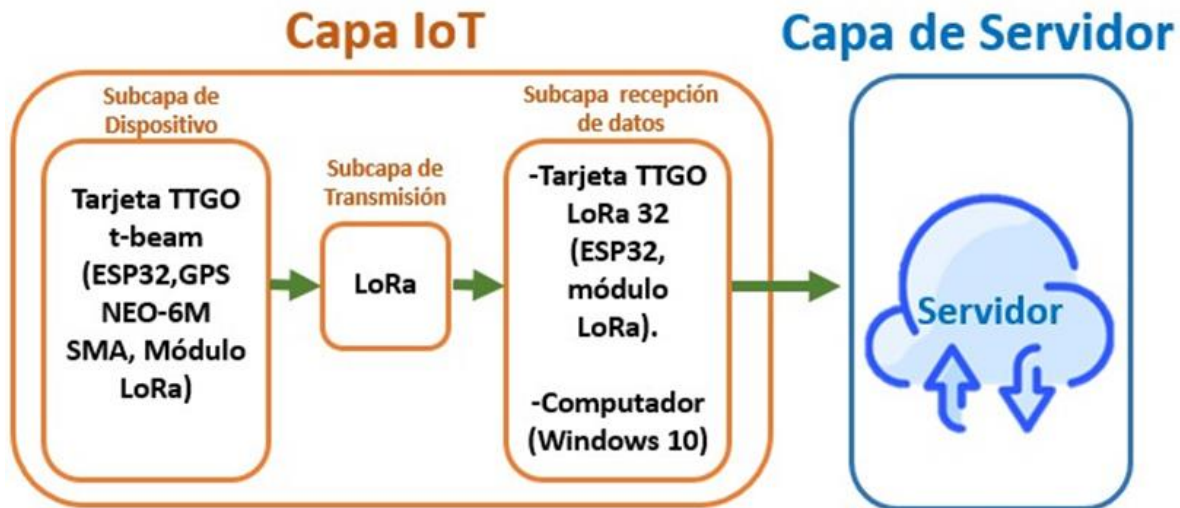 Capa IoT
Capa de Servidor
Subcapa de
Dispositivo
Tarjeta TTGO
t-beam
(ESP32,GPS
NEO-6M
SMA, Módulo
LoRa)
Subcapa de
Transmisión
LoRa
Subcapa recepción
de datos
-Tarjeta TTGO
LoRa 32
(ESP32,
módulo
LoRa).
-Computador
(Windows 10)
Servidor